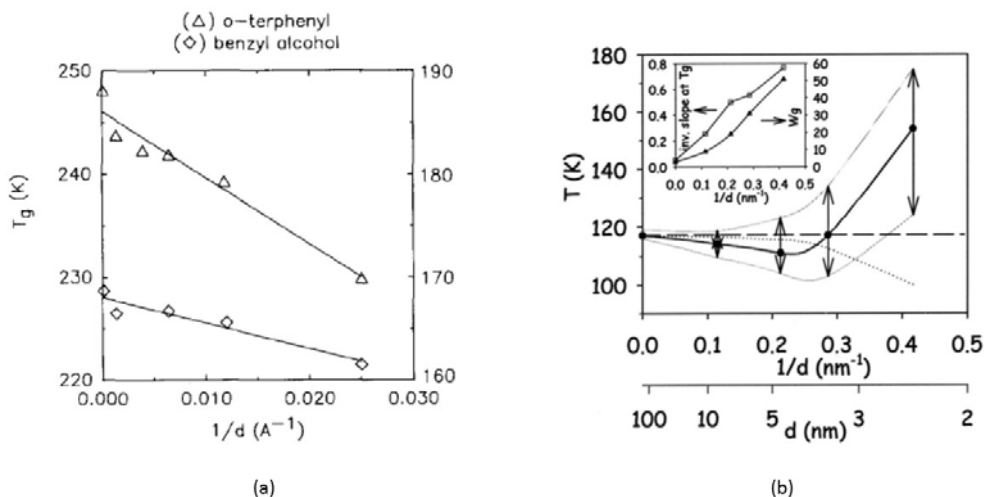 (△) o-terphenyl
(◇) benzyl alcohol
250
240
230
220
Tg (K)
190
180
170
160
0.000 0.010 0.020 0.030
1/d (A⁻¹)
(a)
(b)
180
160
140
120
100
T (K)
0.8
0.6
0.4
0.2
0.0
inv. slope at Tg
60
50
40
30
20
10
0
Wg
0.0 0.1 0.2 0.3 0.4 0.5
1/d (nm⁻¹)
0.0 0.1 0.2 0.3 0.4 0.5
1/d (nm⁻¹)
100 10 5 3 2
d (nm)